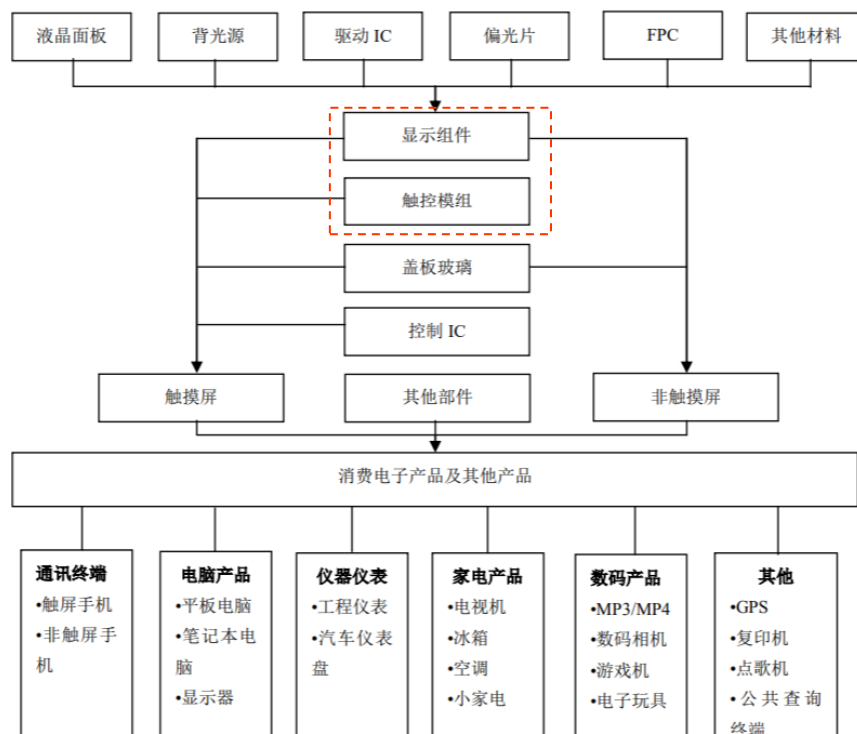 液晶面板
背光源
驱动 IC
偏光片
FPC
其他材料
显示组件
触控模组
盖板玻璃
控制 IC
触摸屏
其他部件
非触摸屏
消费电子产品及其他产品
通讯终端
•触屏手机
•非触屏手
机
电脑产品
•平板电脑
•笔记本电
脑
•显示器
仪器仪表
•工程仪表
•汽车仪表
盘
家电产品
•电视机
•冰箱
•空调
•小家电
数码产品
•MP3/MP4
•数码相机
•游戏机
•电子玩具
其他
•GPS
•复印机
•点歌机
•公共查询
终端